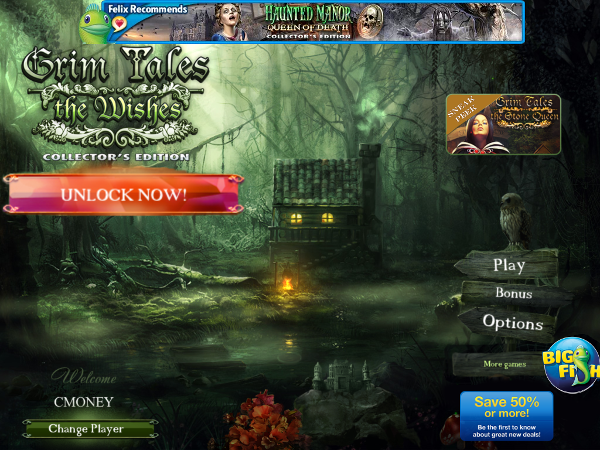 Felix Recommends
HAUNTED MANOR
QUEEN OF DEATH
COLLECTOR'S EDITION
Grim Tales
the Wishes
COLLECTOR'S EDITION
SNEAK PEEK
Grim Tales
the Stone Queen
UNLOCK NOW!
Play
Bonus
Options
More games
BIG FISH
Welcome
CMONEY
Change Player
Save 50%
or more!
Be the first to know
about great new deals!